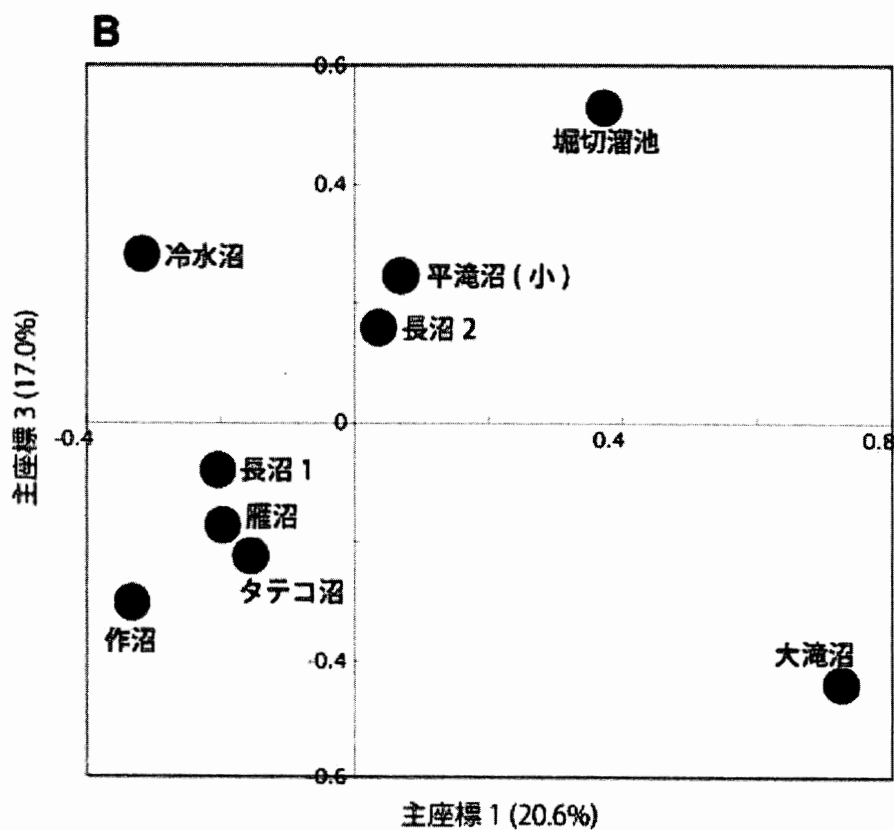 B
0.6
堀切溜池
0.4
冷水沼
平滝沼 ( 小 )
長沼 2
主座標 3 (17.0%)
0
-0.4
0.4
0.8
長沼 1
雁沼
タテコ沼
作沼
大滝沼
-0.4
-0.6
主座標 1 (20.6%)